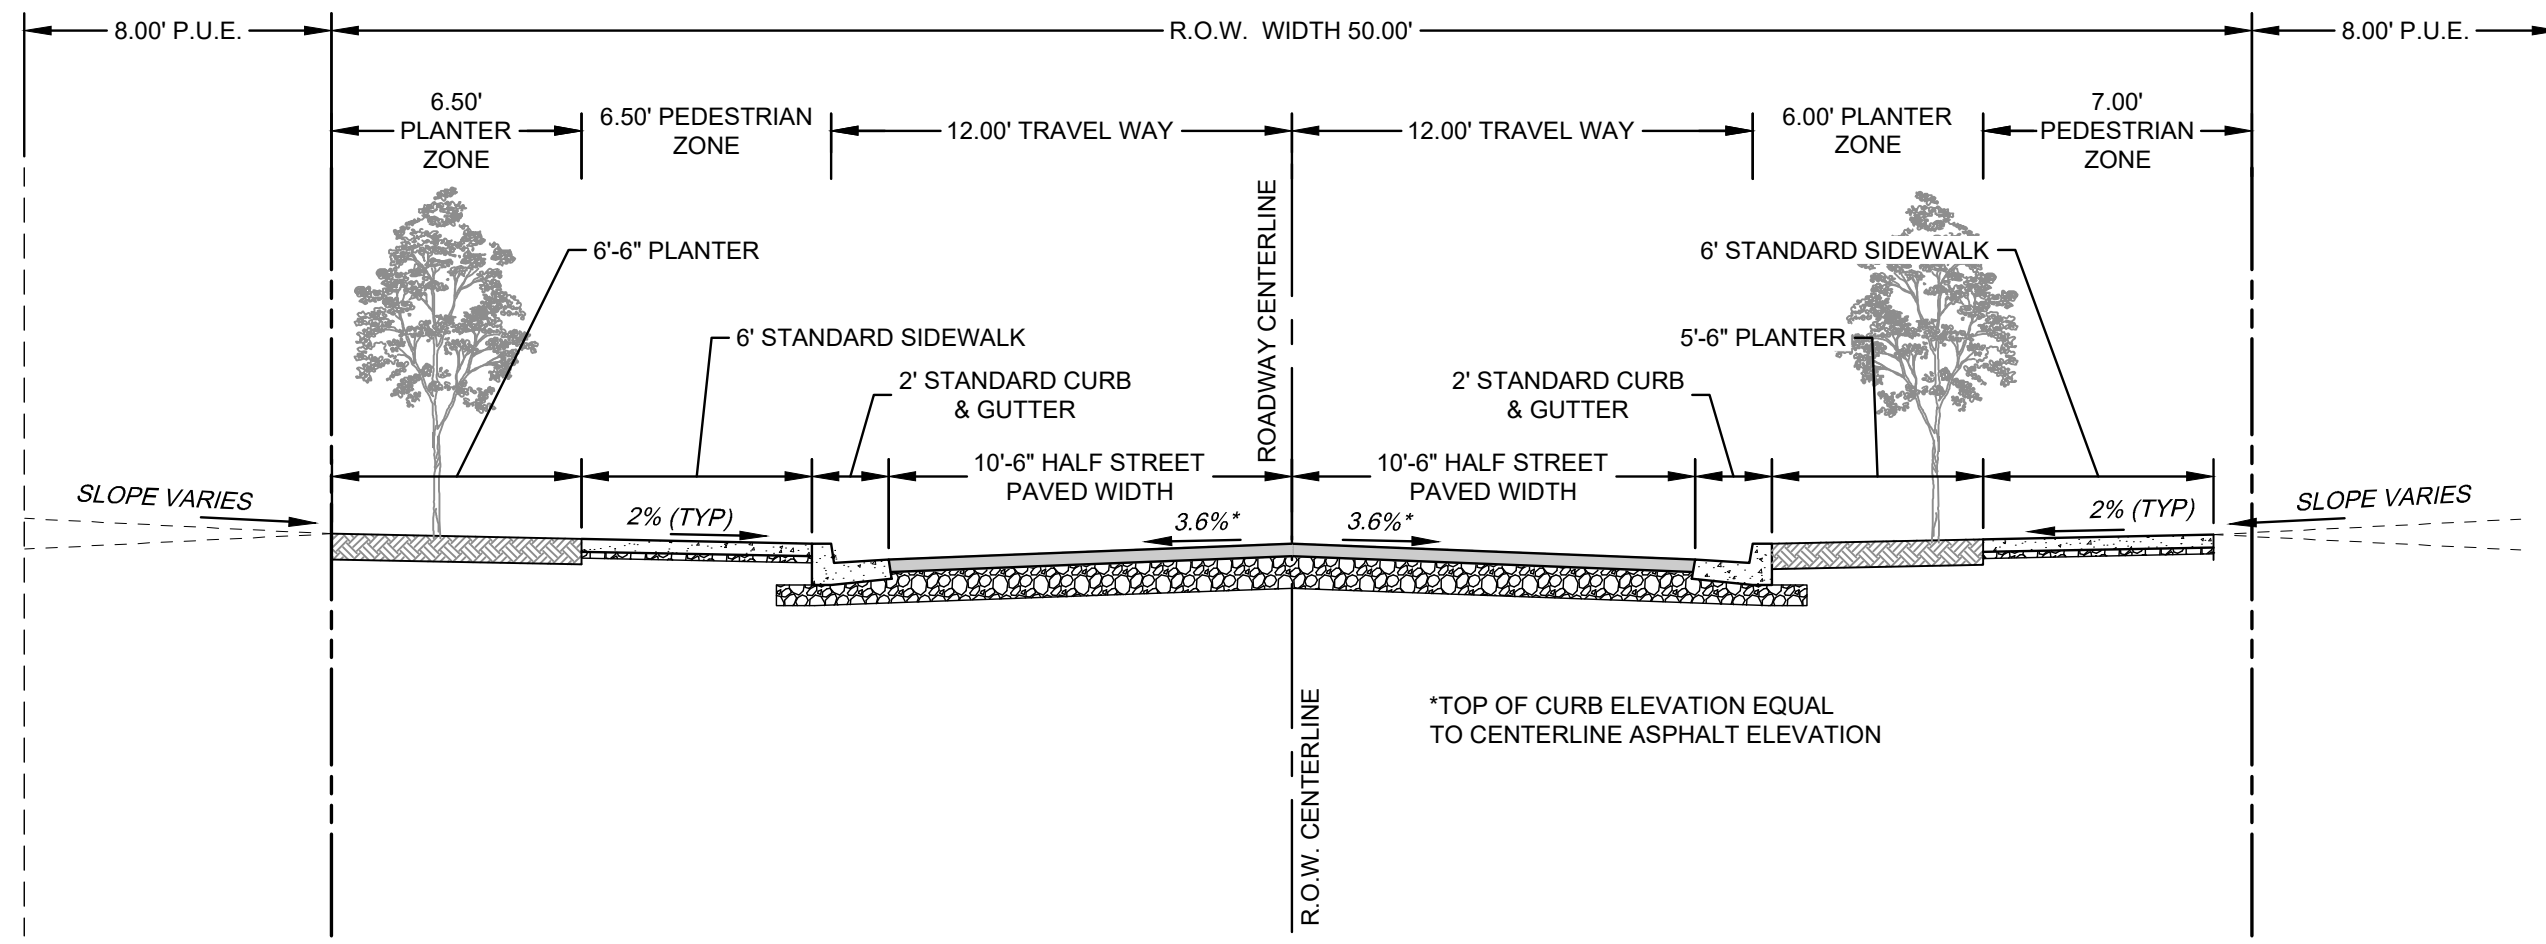 8.00' P.U.E.
R.O.W. WIDTH 50.00'
8.00' P.U.E.
6.50'
PLANTER
ZONE
6.50' PEDESTRIAN
ZONE
12.00' TRAVEL WAY
12.00' TRAVEL WAY
6.00' PLANTER
ZONE
7.00'
PEDESTRIAN
ZONE
ROADWAY CENTERLINE
6'-6" PLANTER
6' STANDARD SIDEWALK
6' STANDARD SIDEWALK
5'-6" PLANTER
2' STANDARD CURB
& GUTTER
2' STANDARD CURB
& GUTTER
10'-6" HALF STREET
PAVED WIDTH
10'-6" HALF STREET
PAVED WIDTH
SLOPE VARIES
2% (TYP)
3.6%*
3.6%*
2% (TYP)
SLOPE VARIES
R.O.W. CENTERLINE
*TOP OF CURB ELEVATION EQUAL
TO CENTERLINE ASPHALT ELEVATION